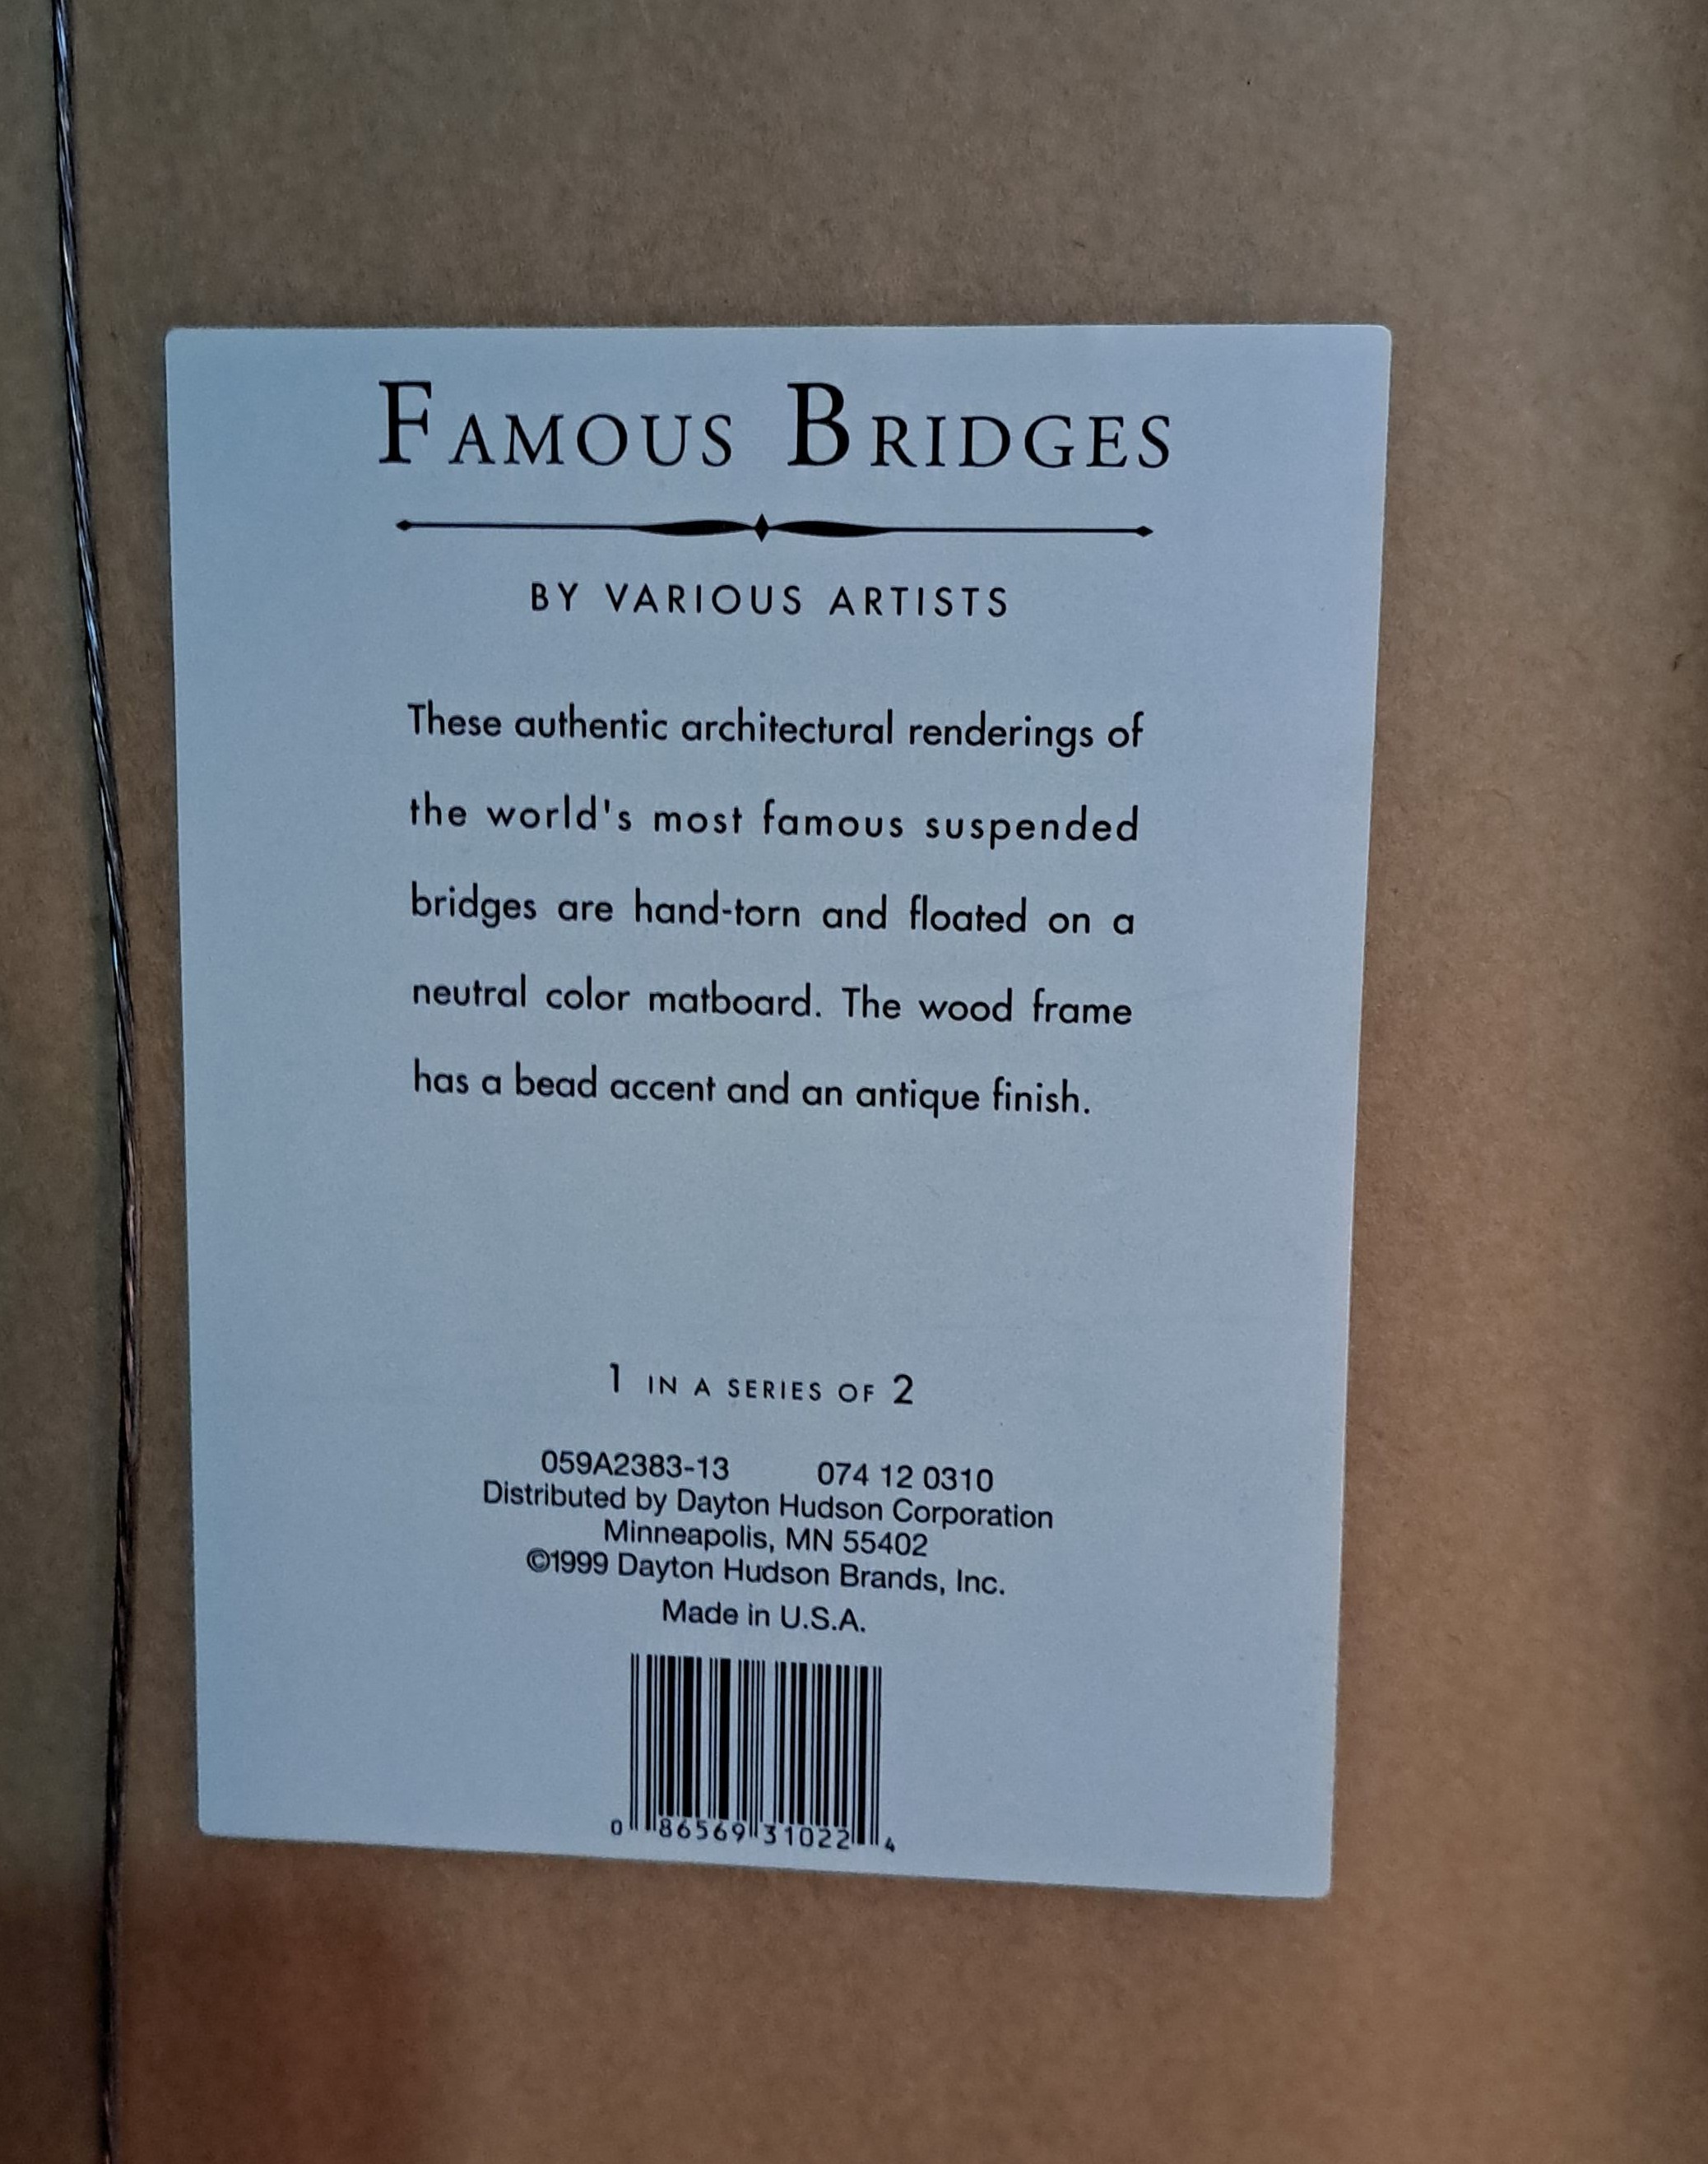 FAMOUS BRIDGES
BY VARIOUS ARTISTS
These authentic architectural renderings of
the world's most famous suspended
bridges are hand-torn and floated on a
neutral color matboard. The wood frame
has a bead accent and an antique finish.
1 IN A SERIES OF 2
059A2383-13 074 12 0310
Distributed by Dayton Hudson Corporation
Minneapolis, MN 55402
©1999 Dayton Hudson Brands, Inc.
Made in U.S.A.
0 86569 31022 4